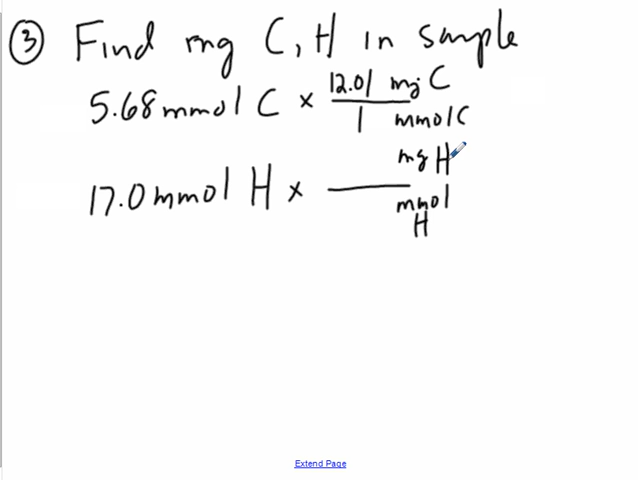 ③ Find mg C, H in sample
5.68 mmol C × 12.01 mg C
1 mmol C
17.0 mmol H × mg H
mmol
H
Extend Page